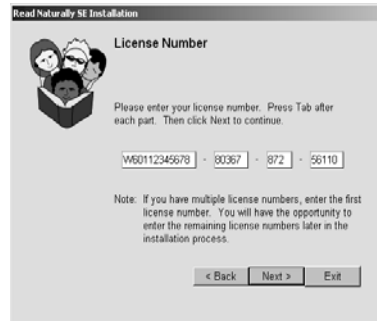 Read Naturally SE Installation
License Number
Please enter your license number. Press Tab after
each part. Then click Next to continue.
W60112345678 - 80367 - 872 - 56110
Note: If you have multiple license numbers, enter the first
license number. You will have the opportunity to
enter the remaining license numbers later in the
installation process.
< Back Next > Exit